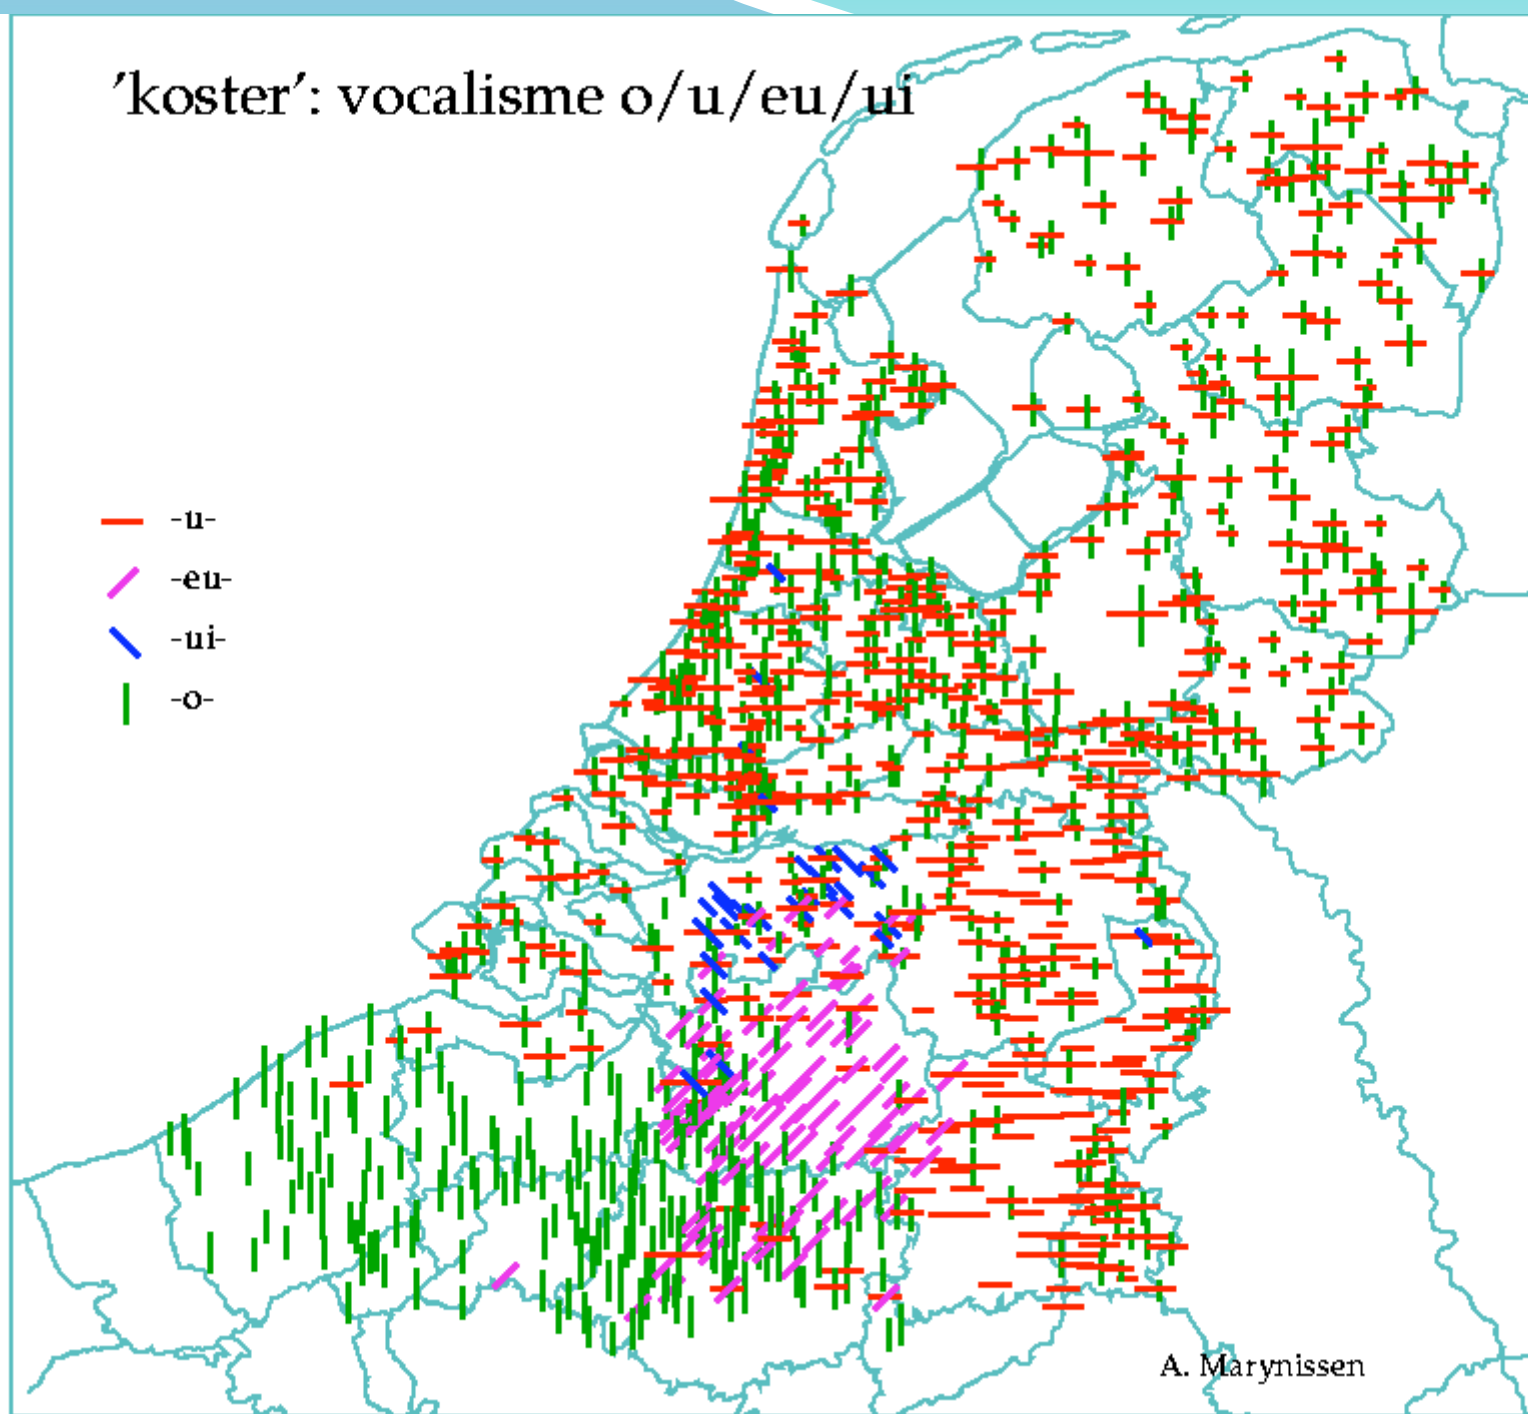 ’koster’: vocalisme o/u/eu/ui
-u-
-eu-
-ui-
-o-
A. Marynissen